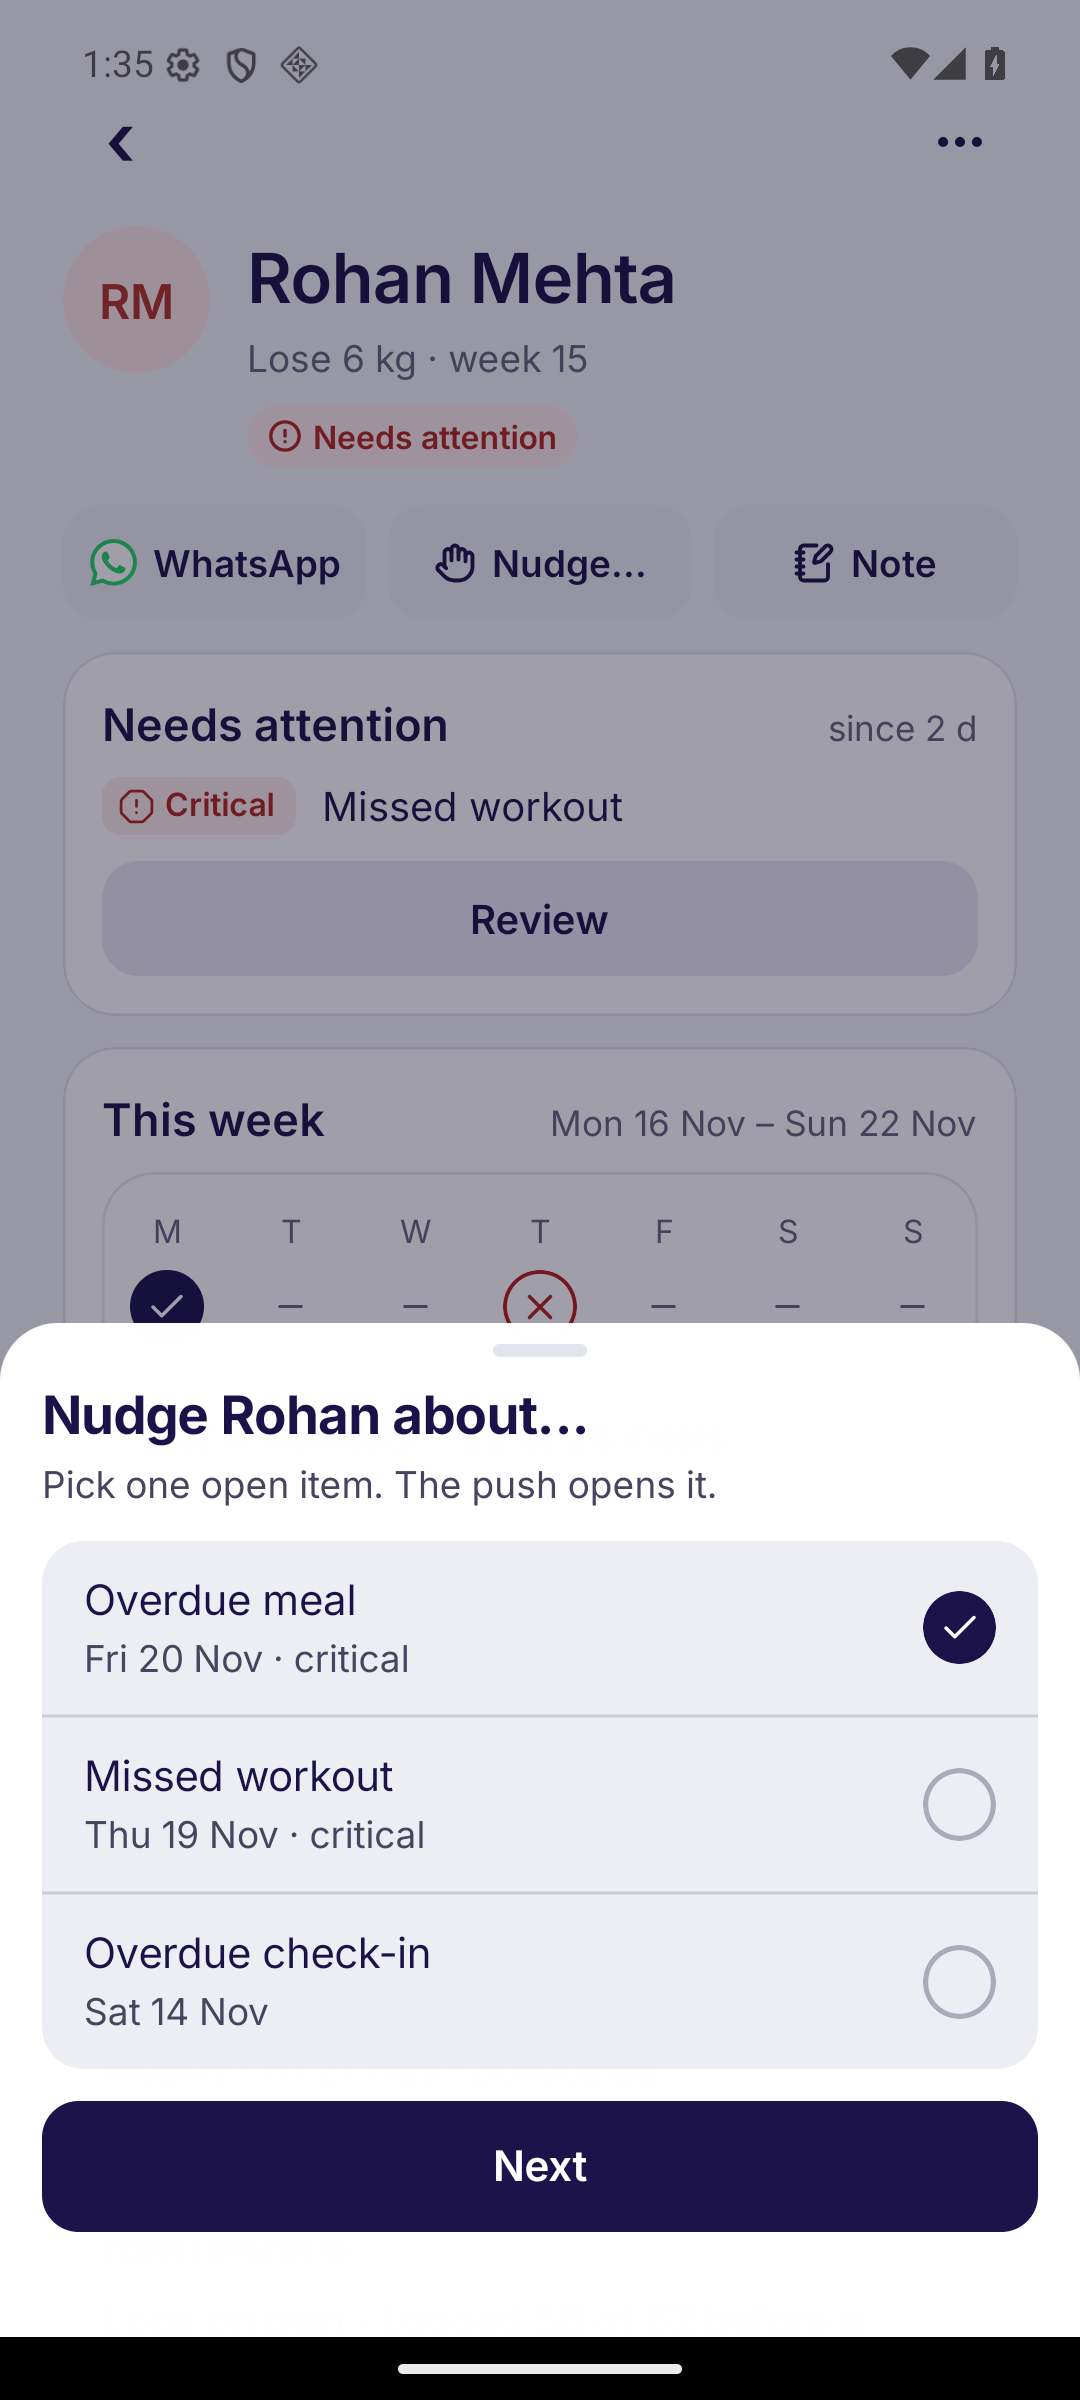 1:35
Rohan Mehta
RM
Lose 6 kg · week 15
Needs attention
WhatsApp
Nudge...
Note
Needs attention
since 2 d
Critical
Missed workout
Review
This week
Mon 16 Nov – Sun 22 Nov
M T W T F S S
Nudge Rohan about...
Pick one open item. The push opens it.
Overdue meal
Fri 20 Nov · critical
Missed workout
Thu 19 Nov · critical
Overdue check-in
Sat 14 Nov
Next